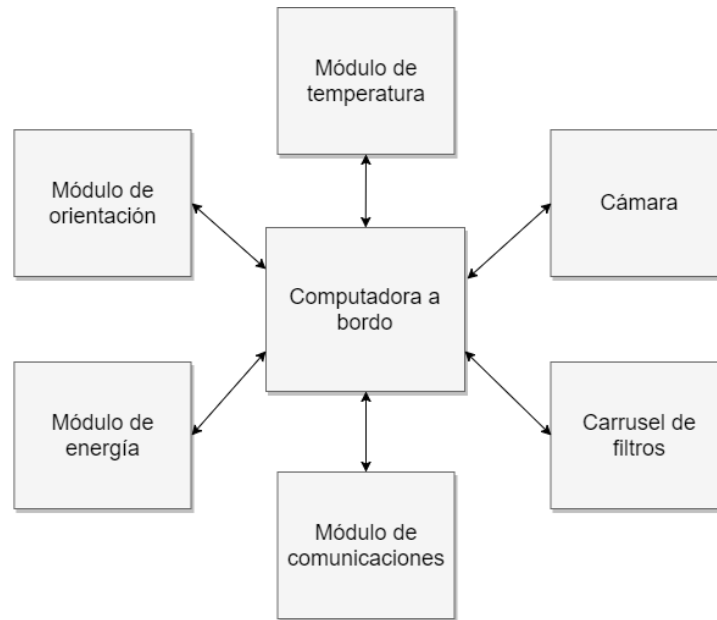 Módulo de
temperatura
Módulo de
orientación
Cámara
Computadora a
bordo
Módulo de
energía
Carrusel de
filtros
Módulo de
comunicaciones